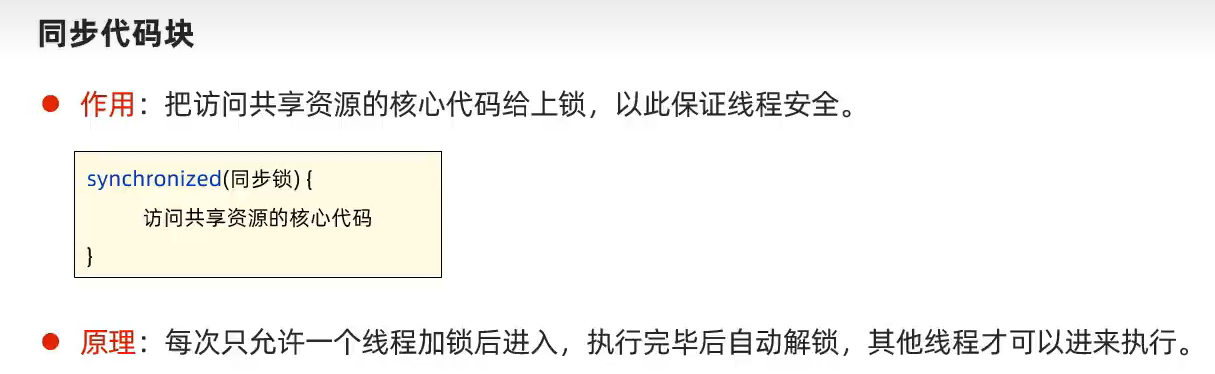 同步代码块
作用：把访问共享资源的核心代码给上锁，以此保证线程安全。
synchronized(同步锁) {
访问共享资源的核心代码
}
原理：每次只允许一个线程加锁后进入，执行完毕后自动解锁，其他线程才可以进来执行。